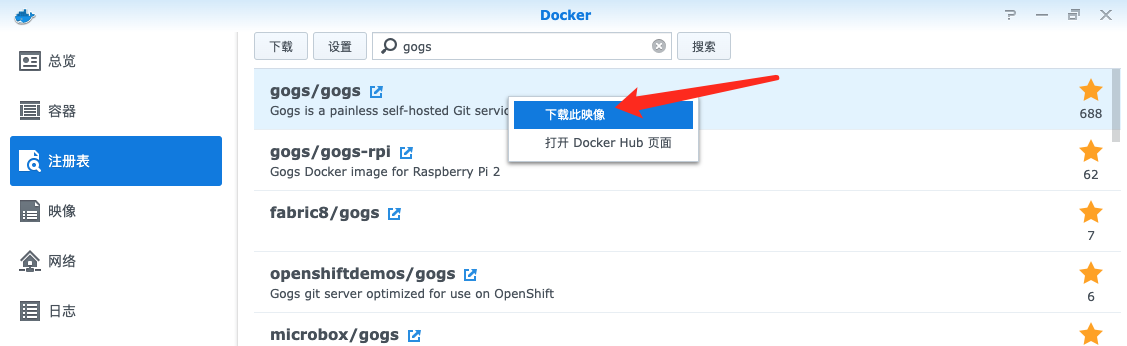 Docker
总览
容器
注册表
映像
网络
日志
下载
设置
gogs
搜索
gogs/gogs
Gogs is a painless self-hosted Git servic
688
下载此映像
打开 Docker Hub 页面
gogs/gogs-rpi
Gogs Docker image for Raspberry Pi 2
62
fabric8/gogs
7
openshiftdemos/gogs
Gogs git server optimized for use on OpenShift
6
microbox/gogs